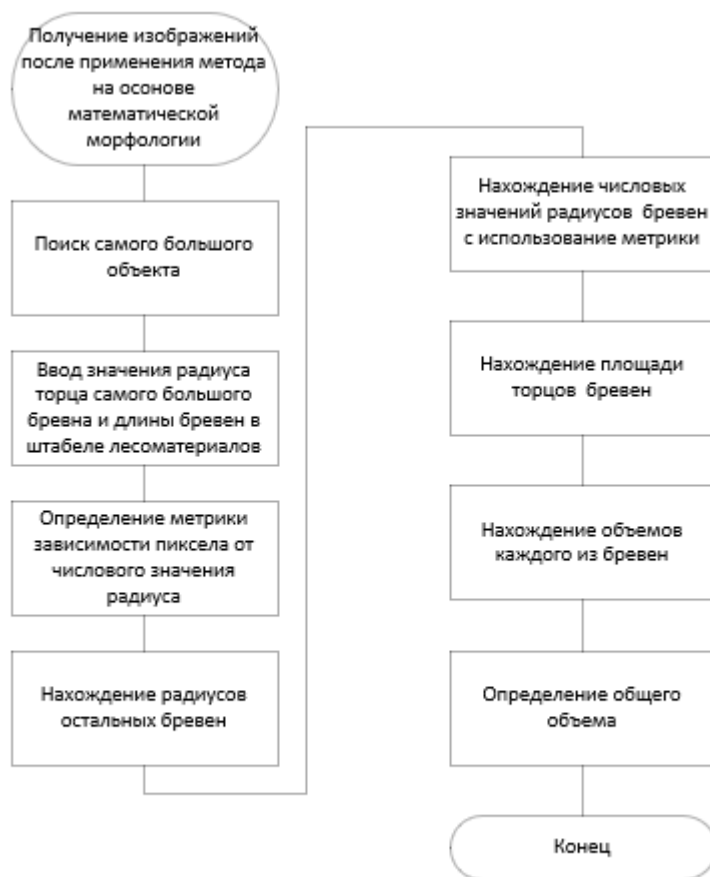 Получение изображений
после применения метода
на осонове
математической
морфологии
Поиск самого большого
объекта
Ввод значения радиуса
торца самого большого
бревна и длины бревен в
штабеле лесоматериалов
Определение метрики
зависимости пиксела от
числового значения
радиуса
Нахождение радиусов
остальных бревен
Нахождение числовых
значений радиусов бревен
с использование метрики
Нахождение площади
торцов бревен
Нахождение объемов
каждого из бревен
Определение общего
объема
Конец